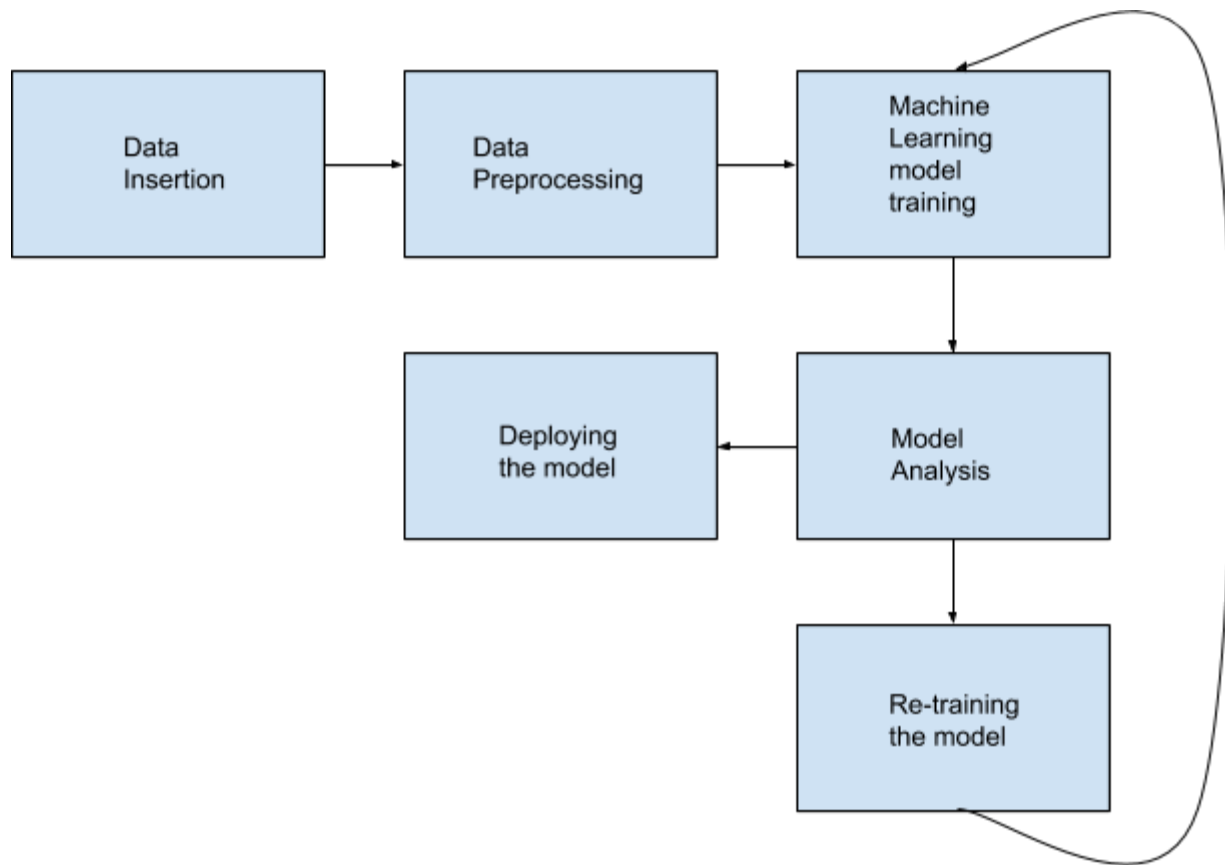 Data
Insertion
Data
Preprocessing
Machine
Learning
model
training
Deploying
the model
Model
Analysis
Re-training
the model